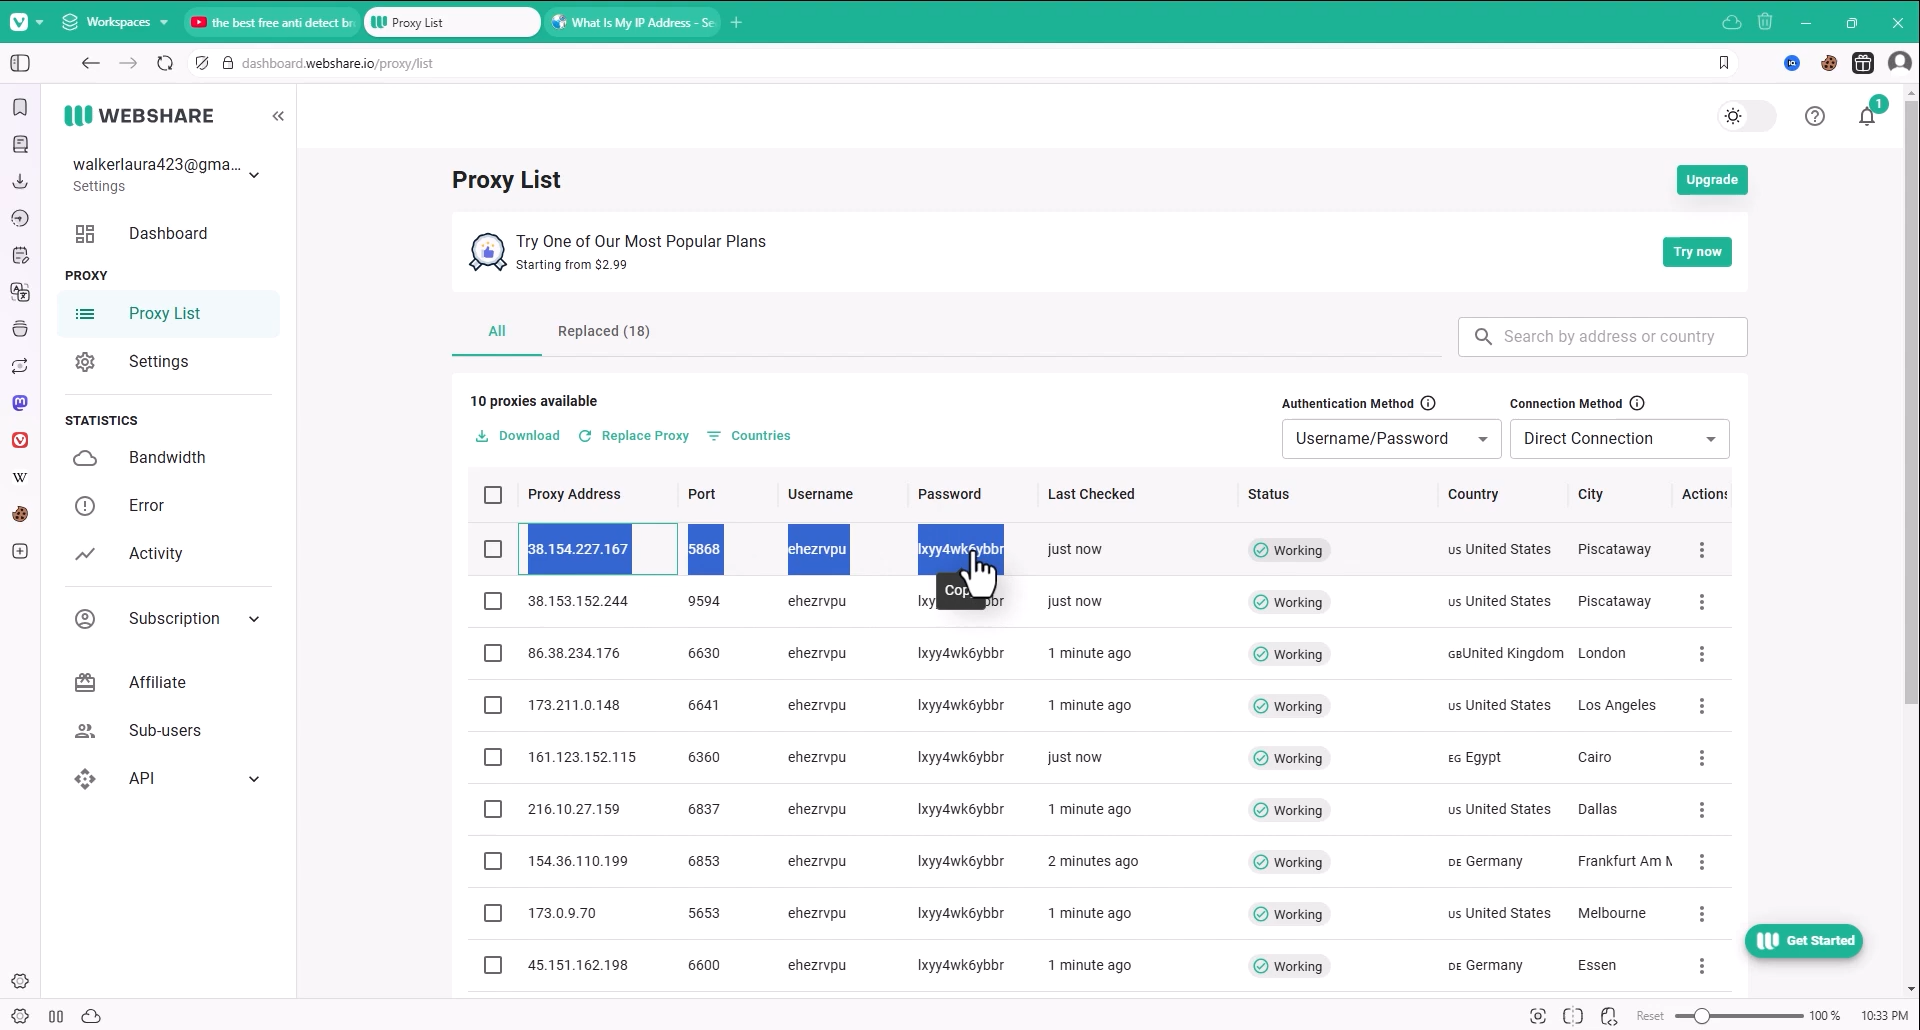 Workspaces
the best free anti detect br
Proxy List
What Is My IP Address - Se
dashboard.webshare.io/proxy/list
WEBSHARE
walkerlaura423@gma...
Settings
Dashboard
PROXY
Proxy List
Settings
STATISTICS
Bandwidth
Error
Activity
Subscription
Affiliate
Sub-users
API
1
Proxy List
Upgrade
Try One of Our Most Popular Plans
Starting from $2.99
Try now
All
Replaced (18)
Search by address or country
10 proxies available
Authentication Method
Connection Method
Download
Replace Proxy
Countries
Username/Password
Direct Connection
Proxy Address Port Username Password Last Checked Status Country City Actions
38.154.227.167 5868 ehezrvpu lxyy4wk6ybbr just now Working US United States Piscataway
38.153.152.244 9594 ehezrvpu just now Working US United States Piscataway
86.38.234.176 6630 ehezrvpu lxyy4wk6ybbr 1 minute ago Working GB United Kingdom London
173.211.0.148 6641 ehezrvpu lxyy4wk6ybbr 1 minute ago Working US United States Los Angeles
161.123.152.115 6360 ehezrvpu lxyy4wk6ybbr just now Working EG Egypt Cairo
216.10.27.159 6837 ehezrvpu lxyy4wk6ybbr 1 minute ago Working US United States Dallas
154.36.110.199 6853 ehezrvpu lxyy4wk6ybbr 2 minutes ago Working DE Germany Frankfurt Am
173.0.9.70 5653 ehezrvpu lxyy4wk6ybbr 1 minute ago Working US United States Melbourne
45.151.162.198 6600 ehezrvpu lxyy4wk6ybbr 1 minute ago Working DE Germany Essen
Get Started
Reset
100 %
10:33 PM